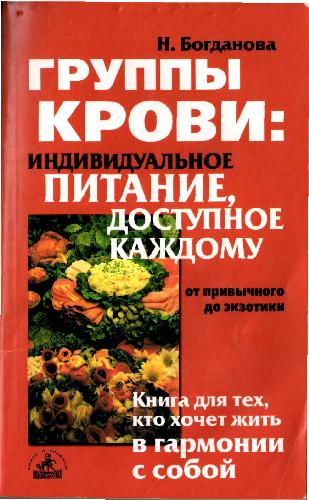 Н. Богданова
ГРУППЫ
КРОВИ:
ИНДИВИДУАЛЬНОЕ
ПИТАНИЕ,
ДОСТУПНОЕ
КАЖДОМУ
от привычного
до экзотики
Книга для тех,
кто хочет жить
в гармонии
с собой